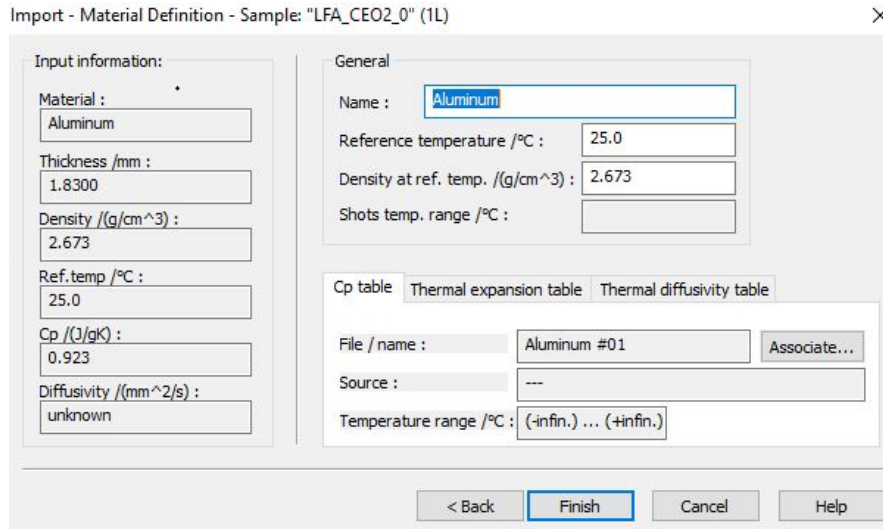 Import - Material Definition - Sample: "LFA_CEO2_0" (1L)
Input information:
Material :
Aluminum
Thickness /mm :
1.8300
Density /(g/cm^3) :
2.673
Ref.temp /°C :
25.0
Cp /(J/gK) :
0.923
Diffusivity /(mm^2/s) :
unknown
General
Name : Aluminum
Reference temperature /°C : 25.0
Density at ref. temp. /(g/cm^3) : 2.673
Shots temp. range /°C :
Cp table Thermal expansion table Thermal diffusivity table
File / name : Aluminum #01 Associate...
Source : ---
Temperature range /°C : (-infin.) ... (+infin.)
< Back Finish Cancel Help